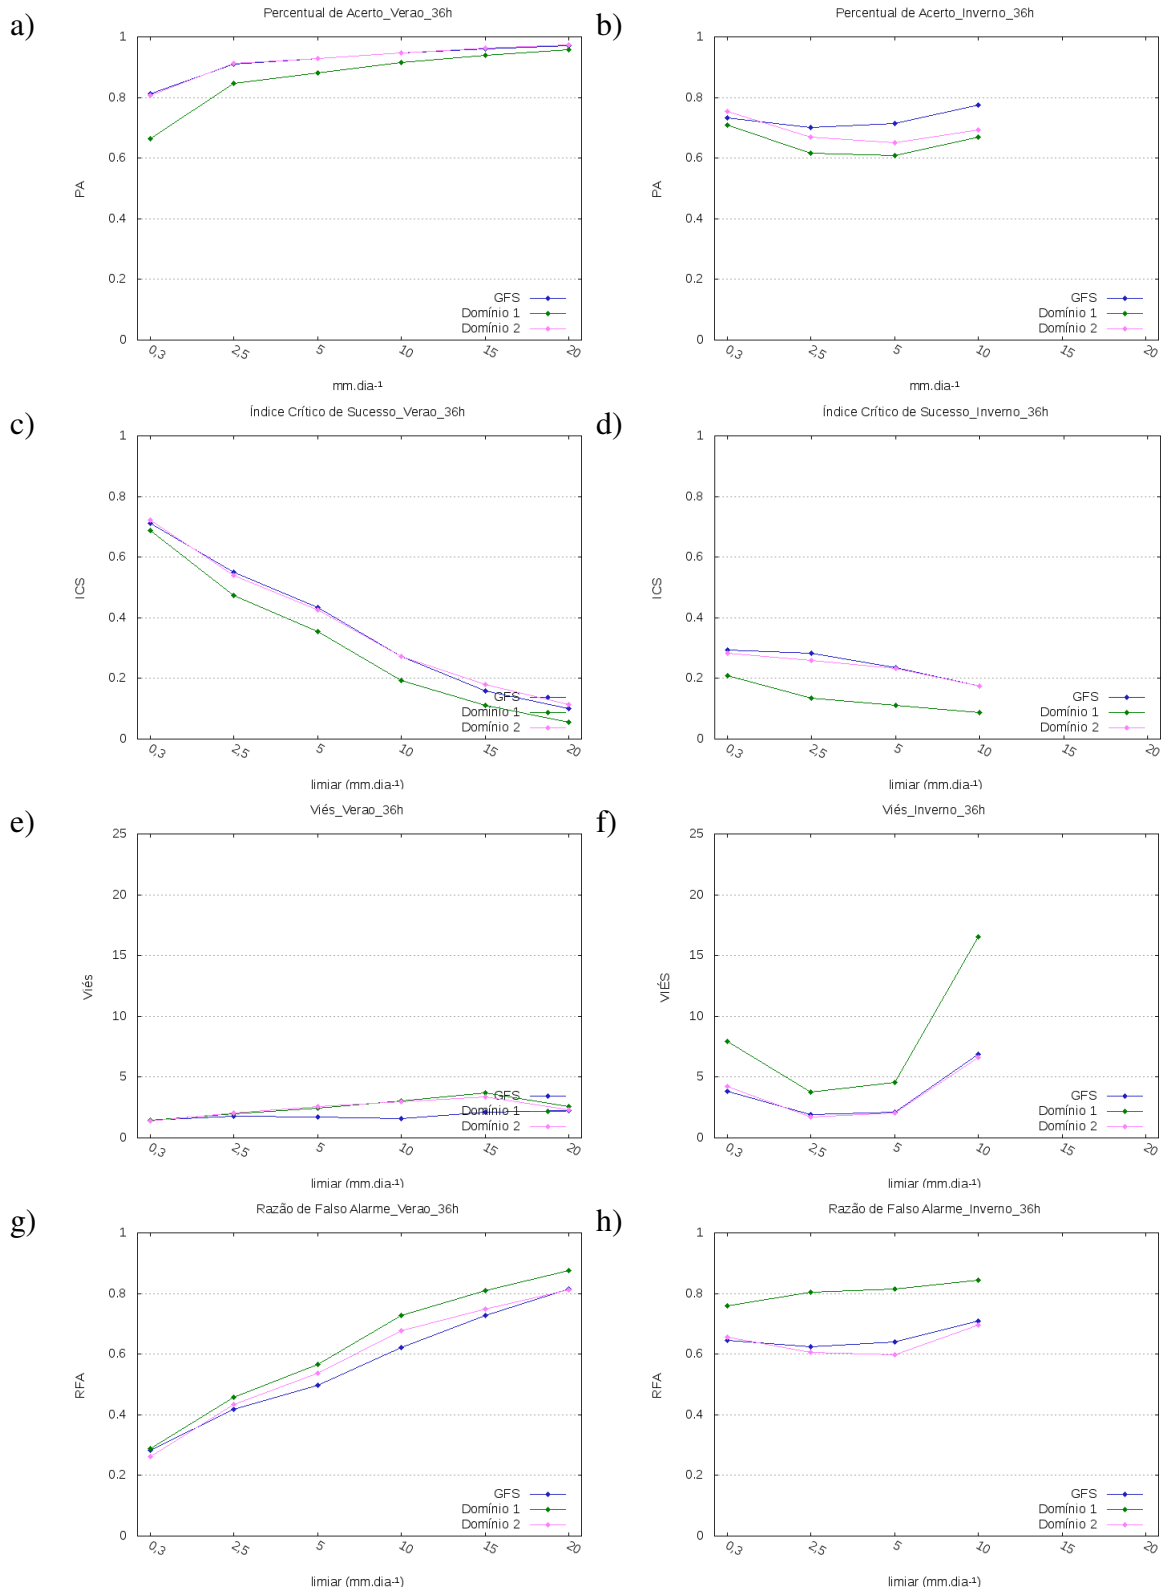 a)
Percentual de Acerto_Verao_36h
1
0.8
0.6
0.4
0.2
0
PA
GFS
Domínio 1
Domínio 2
0,3
2,5
5
10
15
20
mm.dia-¹
b)
Percentual de Acerto_Inverno_36h
1
0.8
0.6
0.4
0.2
0
PA
GFS
Domínio 1
Domínio 2
0,3
2,5
5
10
15
20
mm.dia-¹
c)
Índice Crítico de Sucesso_Verao_36h
1
0.8
0.6
0.4
0.2
0
ICS
GFS
Domínio 1
Domínio 2
0,3
2,5
5
10
15
20
limiar (mm.dia-¹)
d)
Índice Crítico de Sucesso_Inverno_36h
1
0.8
0.6
0.4
0.2
0
ICS
GFS
Domínio 1
Domínio 2
0,3
2,5
5
10
15
20
limiar (mm.dia-¹)
e)
Viés_Verao_36h
25
20
15
10
5
0
Viés
GFS
Domínio 1
Domínio 2
0,3
2,5
5
10
15
20
limiar (mm.dia-¹)
f)
Viés_Inverno_36h
25
20
15
10
5
0
VIÉS
GFS
Domínio 1
Domínio 2
0,3
2,5
5
10
15
20
limiar (mm.dia-¹)
g)
Razão de Falso Alarme_Verao_36h
1
0.8
0.6
0.4
0.2
0
RFA
GFS
Domínio 1
Domínio 2
0,3
2,5
5
10
15
20
limiar (mm.dia-¹)
h)
Razão de Falso Alarme_Inverno_36h
1
0.8
0.6
0.4
0.2
0
RFA
GFS
Domínio 1
Domínio 2
0,3
2,5
5
10
15
20
limiar (mm.dia-¹)